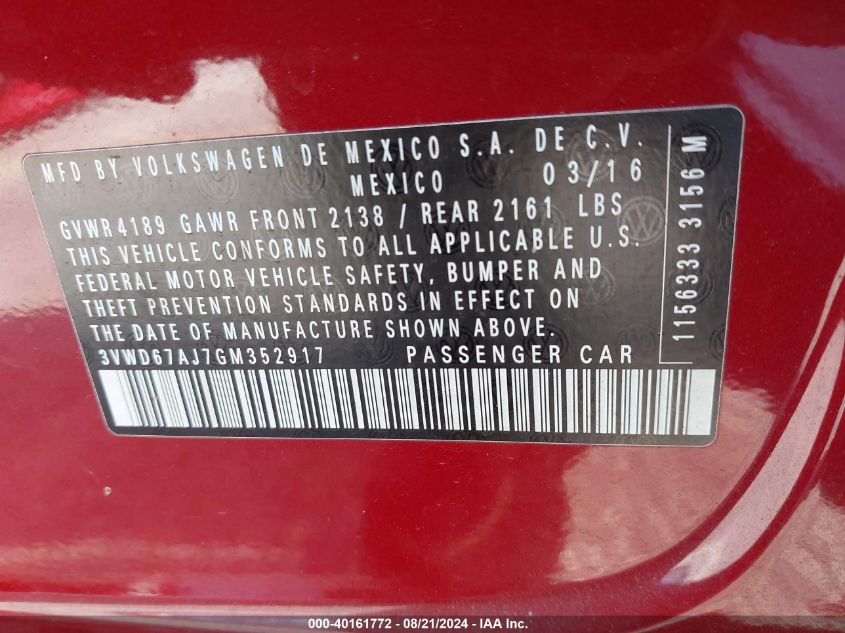 MFD BY VOLKSWAGEN DE MEXICO S.A. DE C.V.
MEXICO 03/16
GVWR 4189 GAWR FRONT 2138 / REAR 2161 LBS
THIS VEHICLE CONFORMS TO ALL APPLICABLE U.S.
FEDERAL MOTOR VEHICLE SAFETY, BUMPER AND
THEFT PREVENTION STANDARDS IN EFFECT ON
THE DATE OF MANUFACTURE SHOWN ABOVE.
3VWD67AJ7GM352917 PASSENGER CAR
1156333 3156 M
000-40161772 - 08/21/2024 - IAA Inc.